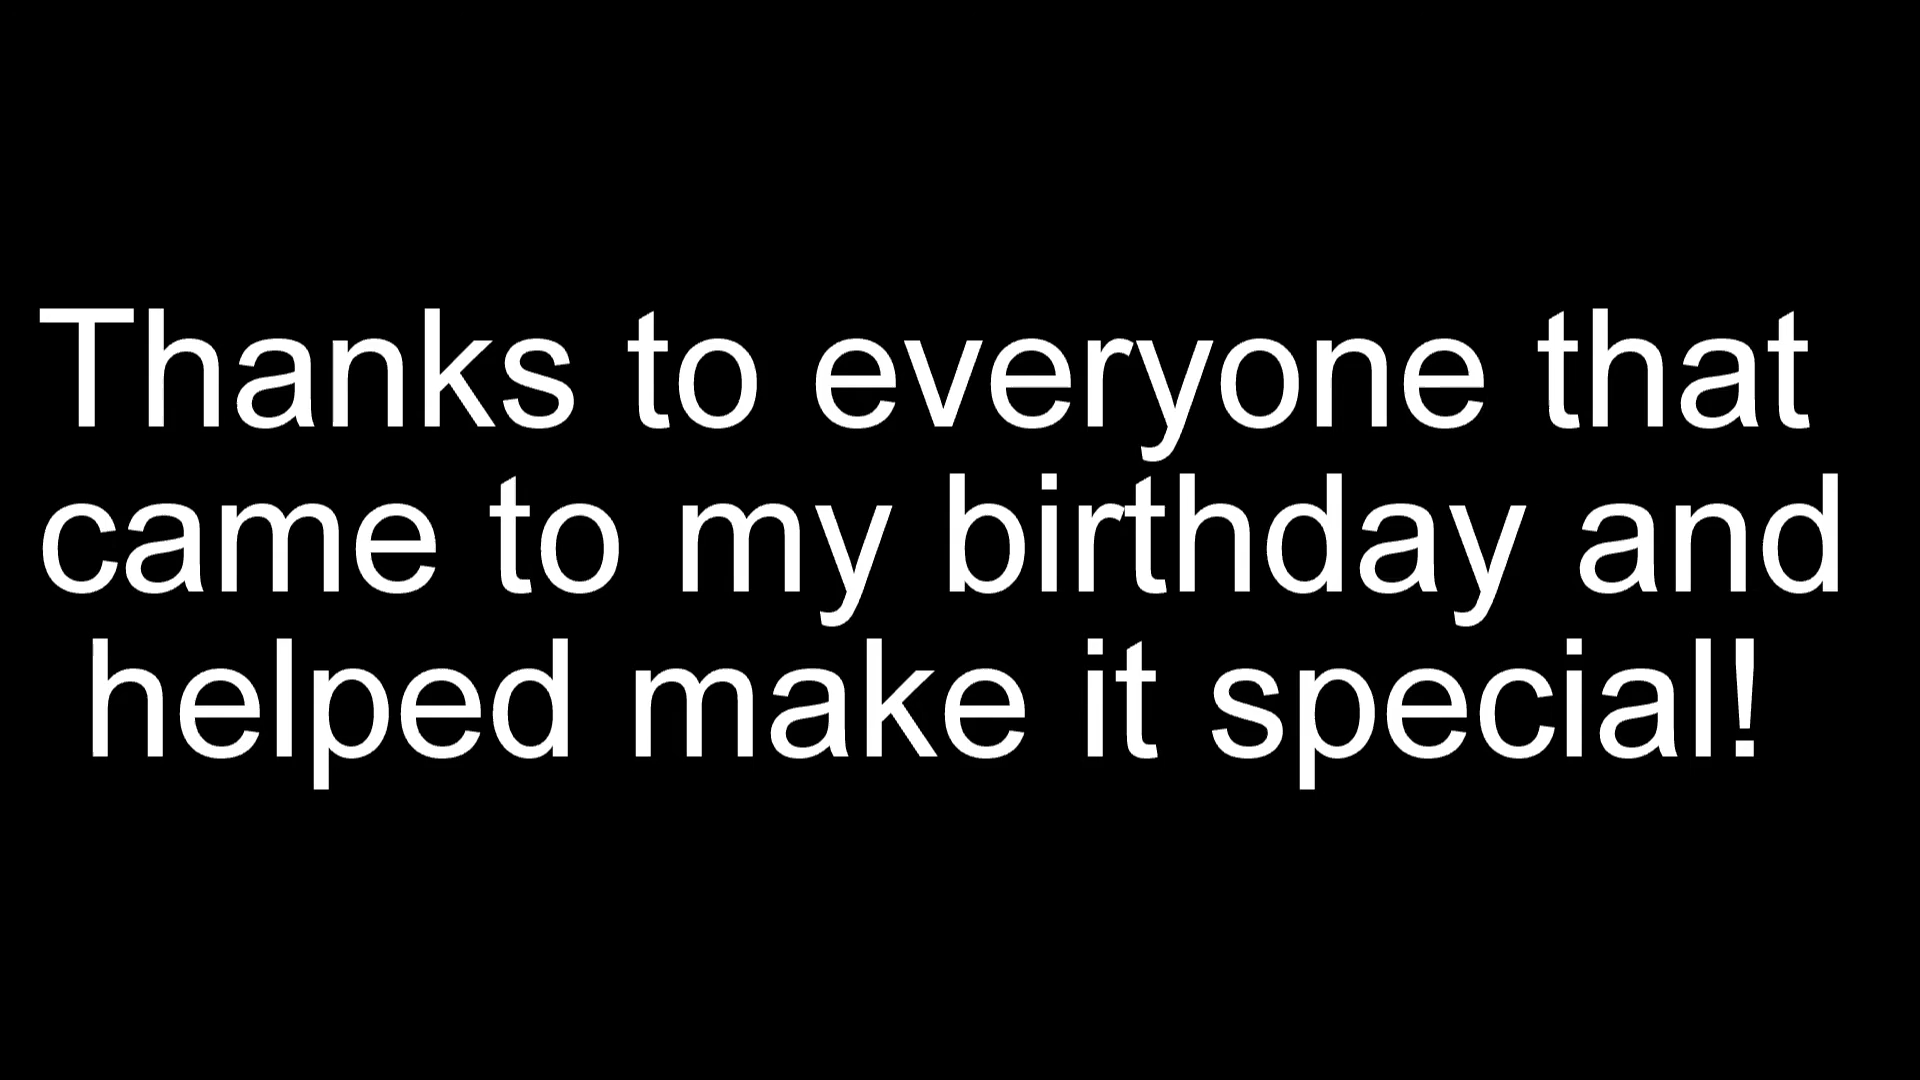 Thanks to everyone that
came to my birthday and
helped make it special!